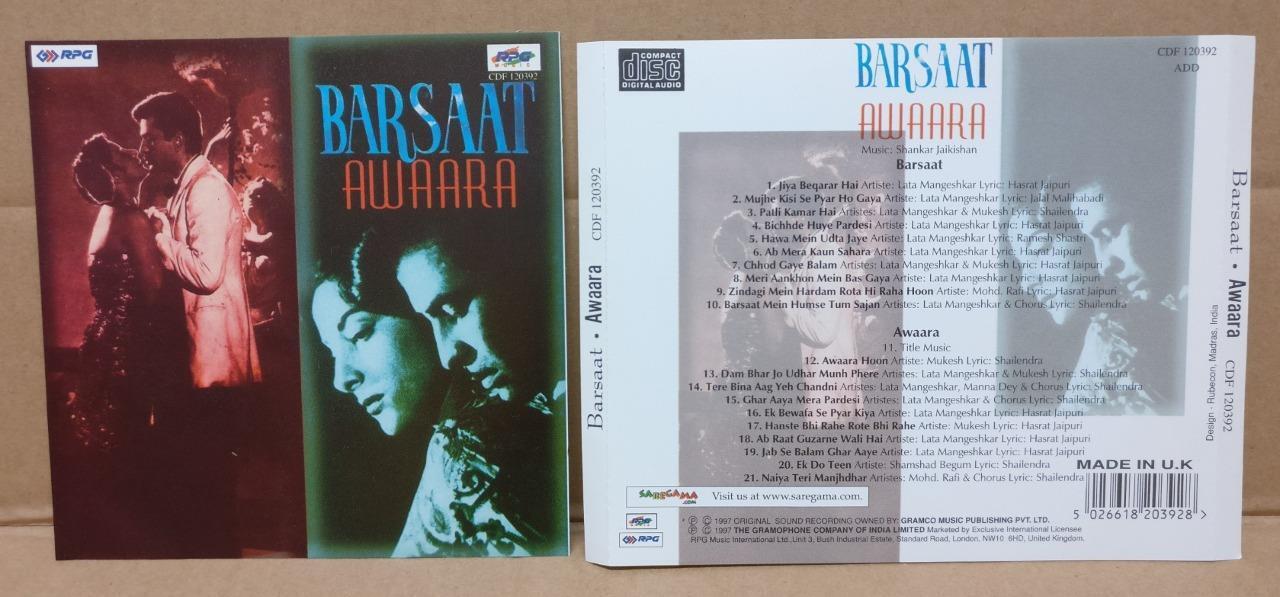 RPG
RPG
MUSIC
CDF 120392
BARSAAT
AWAARA
Barsaat • Awaara CDF 120392
COMPACT
disc
DIGITAL AUDIO
BARSAAT
AWAARA
CDF 120392
ADD
Music: Shankar Jaikishan
Barsaat
1. Jiya Beqarar Hai Artiste: Lata Mangeshkar Lyric: Hasrat Jaipuri
2. Mujhe Kisi Se Pyar Ho Gaya Artiste: Lata Mangeshkar Lyric: Jalal Malihabadi
3. Patli Kamar Hai Artistes: Lata Mangeshkar & Mukesh Lyric: Shailendra
4. Bichhde Huye Pardesi Artiste: Lata Mangeshkar Lyric: Hasrat Jaipuri
5. Hawa Mein Udta Jaye Artiste: Lata Mangeshkar Lyric: Ramesh Shastri
6. Ab Mera Kaun Sahara Artiste: Lata Mangeshkar Lyric: Hasrat Jaipuri
7. Chhod Gaye Balam Artistes: Lata Mangeshkar & Mukesh Lyric: Hasrat Jaipuri
8. Meri Aankhon Mein Bas Gaya Artiste: Lata Mangeshkar Lyric: Hasrat Jaipuri
9. Zindagi Mein Hardam Rota Hi Raha Hoon Artiste: Mohd. Rafi Lyric: Hasrat Jaipuri
10. Barsaat Mein Humse Tum Sajan Artistes: Lata Mangeshkar & Chorus Lyric: Shailendra
Awaara
11. Title Music
12. Awaara Hoon Artiste: Mukesh Lyric: Shailendra
13. Dam Bhar Jo Udhar Munh Phere Artistes: Lata Mangeshkar & Mukesh Lyric: Shailendra
14. Tere Bina Aag Yeh Chandni Artistes: Lata Mangeshkar, Manna Dey & Chorus Lyric: Shailendra
15. Ghar Aaya Mera Pardesi Artistes: Lata Mangeshkar & Chorus Lyric: Shailendra
16. Ek Bewafa Se Pyar Kiya Artiste: Lata Mangeshkar Lyric: Hasrat Jaipuri
17. Hanste Bhi Rahe Rote Bhi Rahe Artiste: Mukesh Lyric: Hasrat Jaipuri
18. Ab Raat Guzarne Wali Hai Artiste: Lata Mangeshkar Lyric: Hasrat Jaipuri
19. Jab Se Balam Ghar Aaye Artiste: Lata Mangeshkar Lyric: Hasrat Jaipuri
20. Ek Do Teen Artiste: Shamshad Begum Lyric: Shailendra
21. Naiya Teri Manjhdhar Artistes: Mohd. Rafi & Chorus Lyric: Shailendra
MADE IN U.K
5 026618 203928 >
SAREGAMA
.COM
Visit us at www.saregama.com.
RPG
MUSIC
RPG
* Ⓟ © 1997 ORIGINAL SOUND RECORDING OWNED BY: GRAMCO MUSIC PUBLISHING PVT. LTD.
Ⓟ © 1997 THE GRAMOPHONE COMPANY OF INDIA LIMITED Marketed by Exclusive International Licensee
RPG Music International Ltd.,Unit 3, Bush Industrial Estate, Standard Road, London, NW10 6HD, United Kingdom.
Design - Rubecon, Madras, India
Barsaat • Awaara CDF 120392